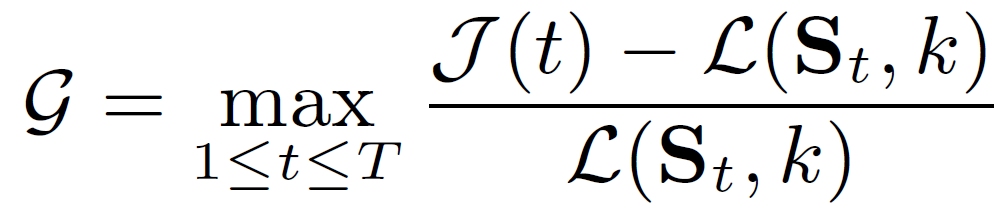 𝒢 = max_{1≤t≤T} (𝒥(t) − ℒ(𝐒_t, k)) / ℒ(𝐒_t, k)